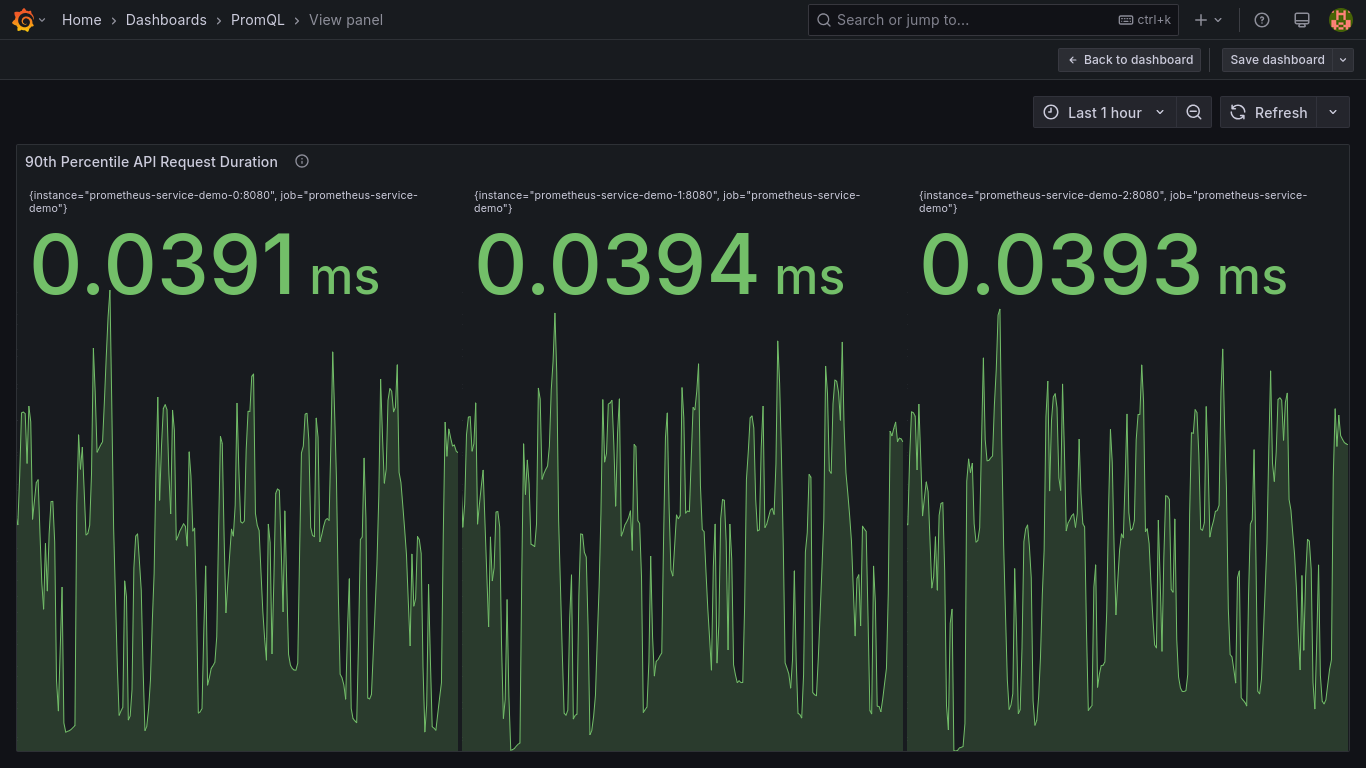 Home > Dashboards > PromQL > View panel
Search or jump to...
ctrl+k
Back to dashboard
Save dashboard
Last 1 hour
Refresh
90th Percentile API Request Duration
{instance="prometheus-service-demo-0:8080", job="prometheus-service-
demo"}
0.0391 ms
{instance="prometheus-service-demo-1:8080", job="prometheus-service-
demo"}
0.0394 ms
{instance="prometheus-service-demo-2:8080", job="prometheus-service-
demo"}
0.0393 ms